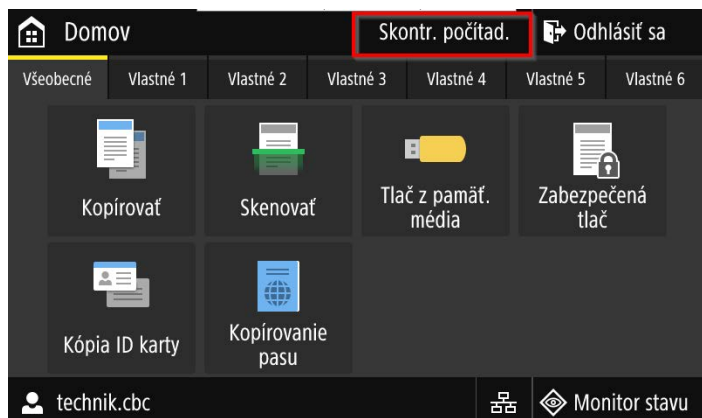 Domov
Skontr. počítad.
Odhlásiť sa
Všeobecné
Vlastné 1
Vlastné 2
Vlastné 3
Vlastné 4
Vlastné 5
Vlastné 6
Kopírovať
Skenovať
Tlač z pamäť.
média
Zabezpečená
tlač
Kópia ID karty
Kopírovanie
pasu
technik.cbc
Monitor stavu